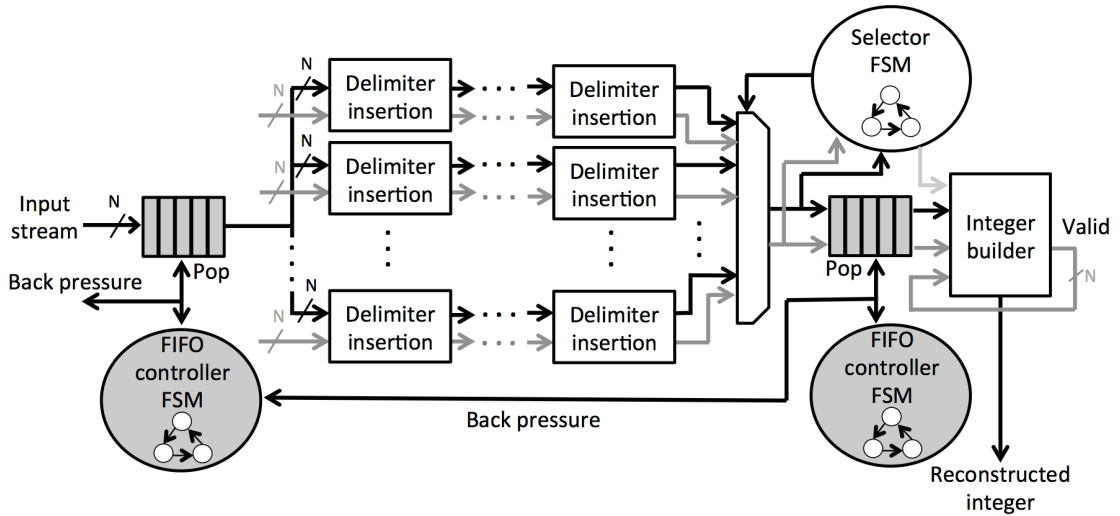 Selector
FSM
N
N
Delimiter
insertion
Delimiter
insertion
N
N
Delimiter
insertion
Delimiter
insertion
N
Input
stream
Pop
Back pressure
Integer
builder
Valid
N
Pop
N
N
Delimiter
insertion
Delimiter
insertion
FIFO
controller
FSM
Back pressure
FIFO
controller
FSM
Reconstructed
integer